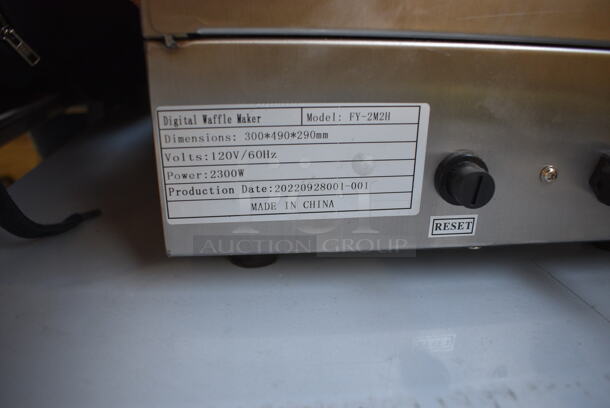 Digital Waffle Maker Model: FY-2M2H
Dimensions: 300*490*290mm
Volts:120V/60Hz
Power:2300W
Production Date:20220928001-001
MADE IN CHINA
RESET
AUCTION GROUP